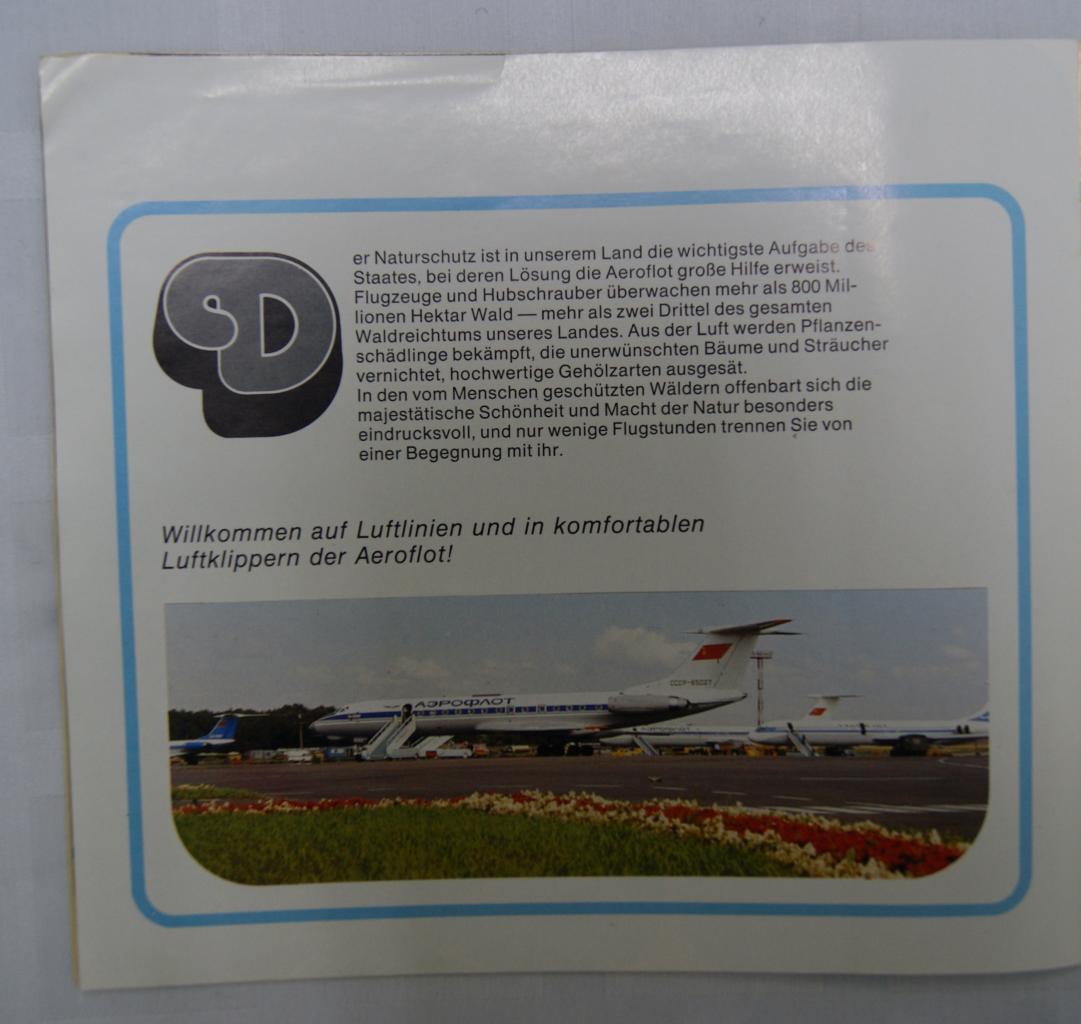 Der Naturschutz ist in unserem Land die wichtigste Aufgabe des
Staates, bei deren Lösung die Aeroflot große Hilfe erweist.
Flugzeuge und Hubschrauber überwachen mehr als 800 Mil-
lionen Hektar Wald — mehr als zwei Drittel des gesamten
Waldreichtums unseres Landes. Aus der Luft werden Pflanzen-
schädlinge bekämpft, die unerwünschten Bäume und Sträucher
vernichtet, hochwertige Gehölzarten ausgesät.
In den vom Menschen geschützten Wäldern offenbart sich die
majestätische Schönheit und Macht der Natur besonders
eindrucksvoll, und nur wenige Flugstunden trennen Sie von
einer Begegnung mit ihr.
Willkommen auf Luftlinien und in komfortablen
Luftklippern der Aeroflot!
СССР-65027
АЭРОФЛОТ